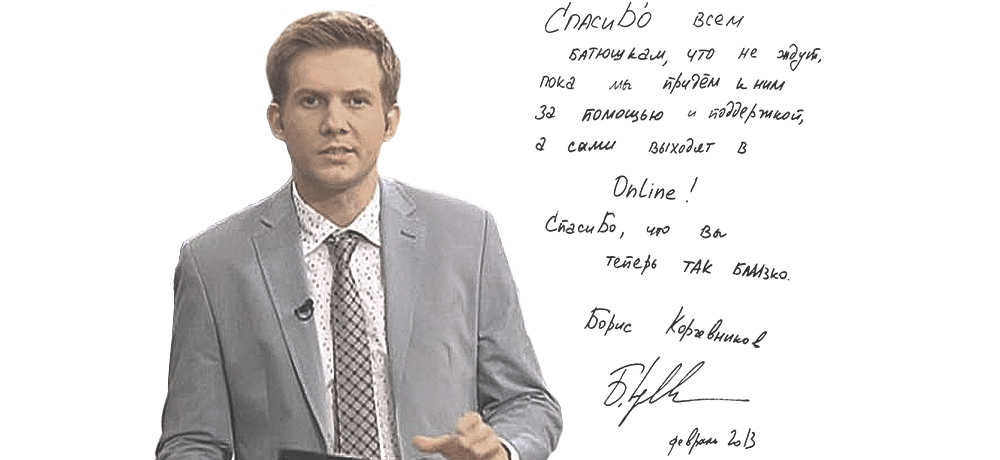 Спасибо всем
батюшкам, что не ждут,
пока мы придём к ним
за помощью и поддержкой,
а сами выходят в
Online!
Спасибо, что вы
теперь так близко.
Борис Корчевников
февраль 2013